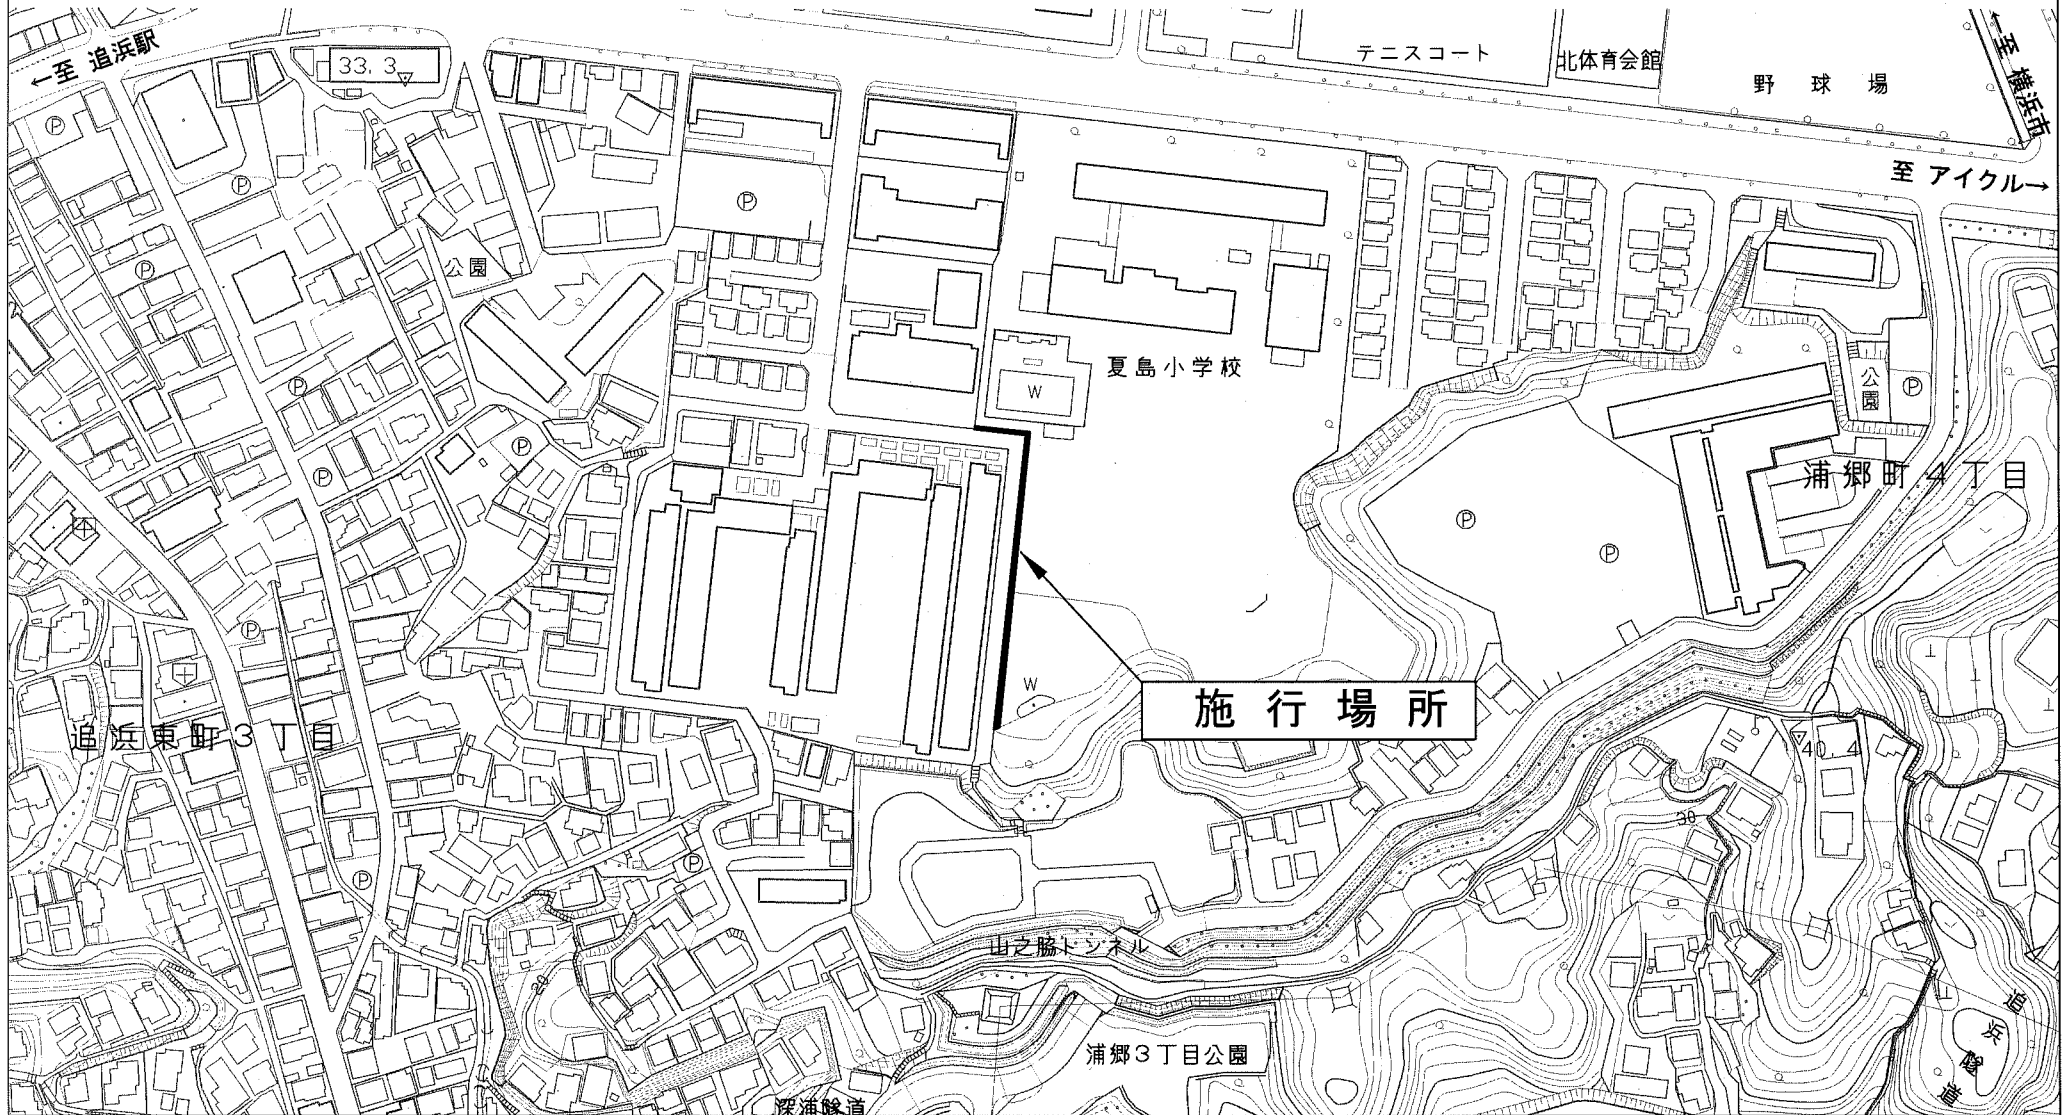 ←至 追浜駅
33.3
テニスコート
北体育会館
野球場
←至 横浜市
至 アイクル→
P
P
P
公園
P
夏島小学校
W
公園
P
P
P
P
浦郷町4丁目
P
P
P
W
施行場所
追浜東町3丁目
40.4
30
P
P
山之脇トンネル
20
浦郷3丁目公園
追浜隧道
深浦隧道